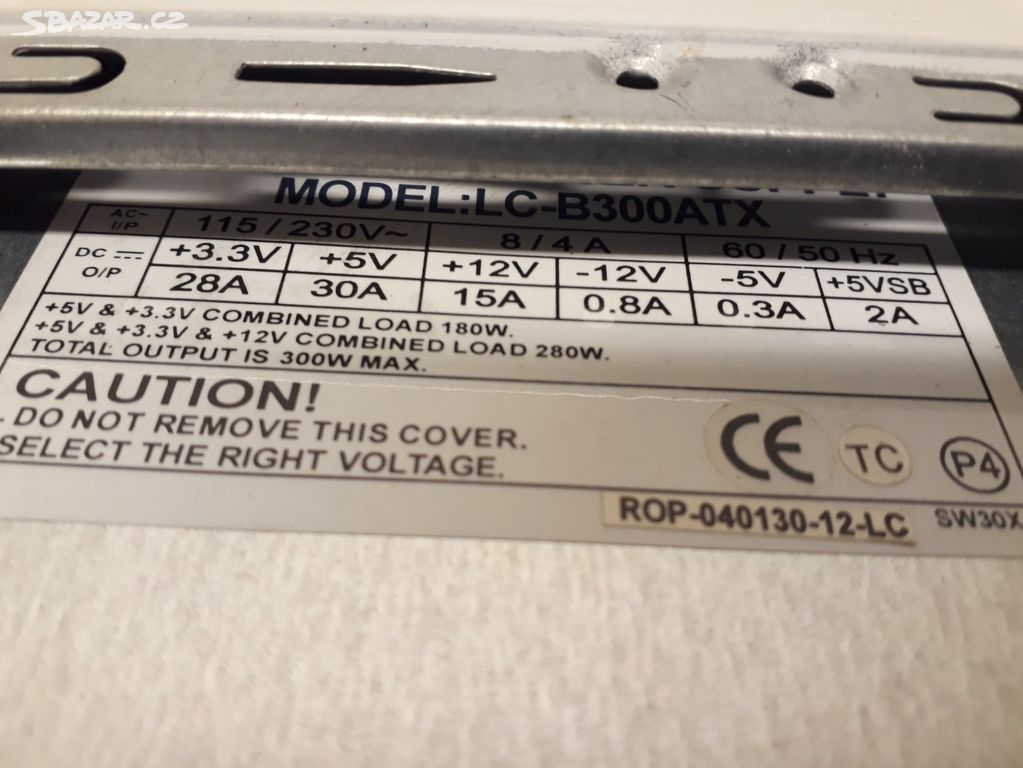 SBAZAR.CZ
MODEL:LC-B300ATX
AC~ I/P 115 / 230V~ 8 / 4 A 60 / 50 Hz
DC O/P +3.3V +5V +12V -12V -5V +5VSB
28A 30A 15A 0.8A 0.3A 2A
+5V & +3.3V COMBINED LOAD 180W.
+5V & +3.3V & +12V COMBINED LOAD 280W.
TOTAL OUTPUT IS 300W MAX.
CAUTION!
. DO NOT REMOVE THIS COVER.
SELECT THE RIGHT VOLTAGE.
CE TC P4
ROP-040130-12-LC SW30X